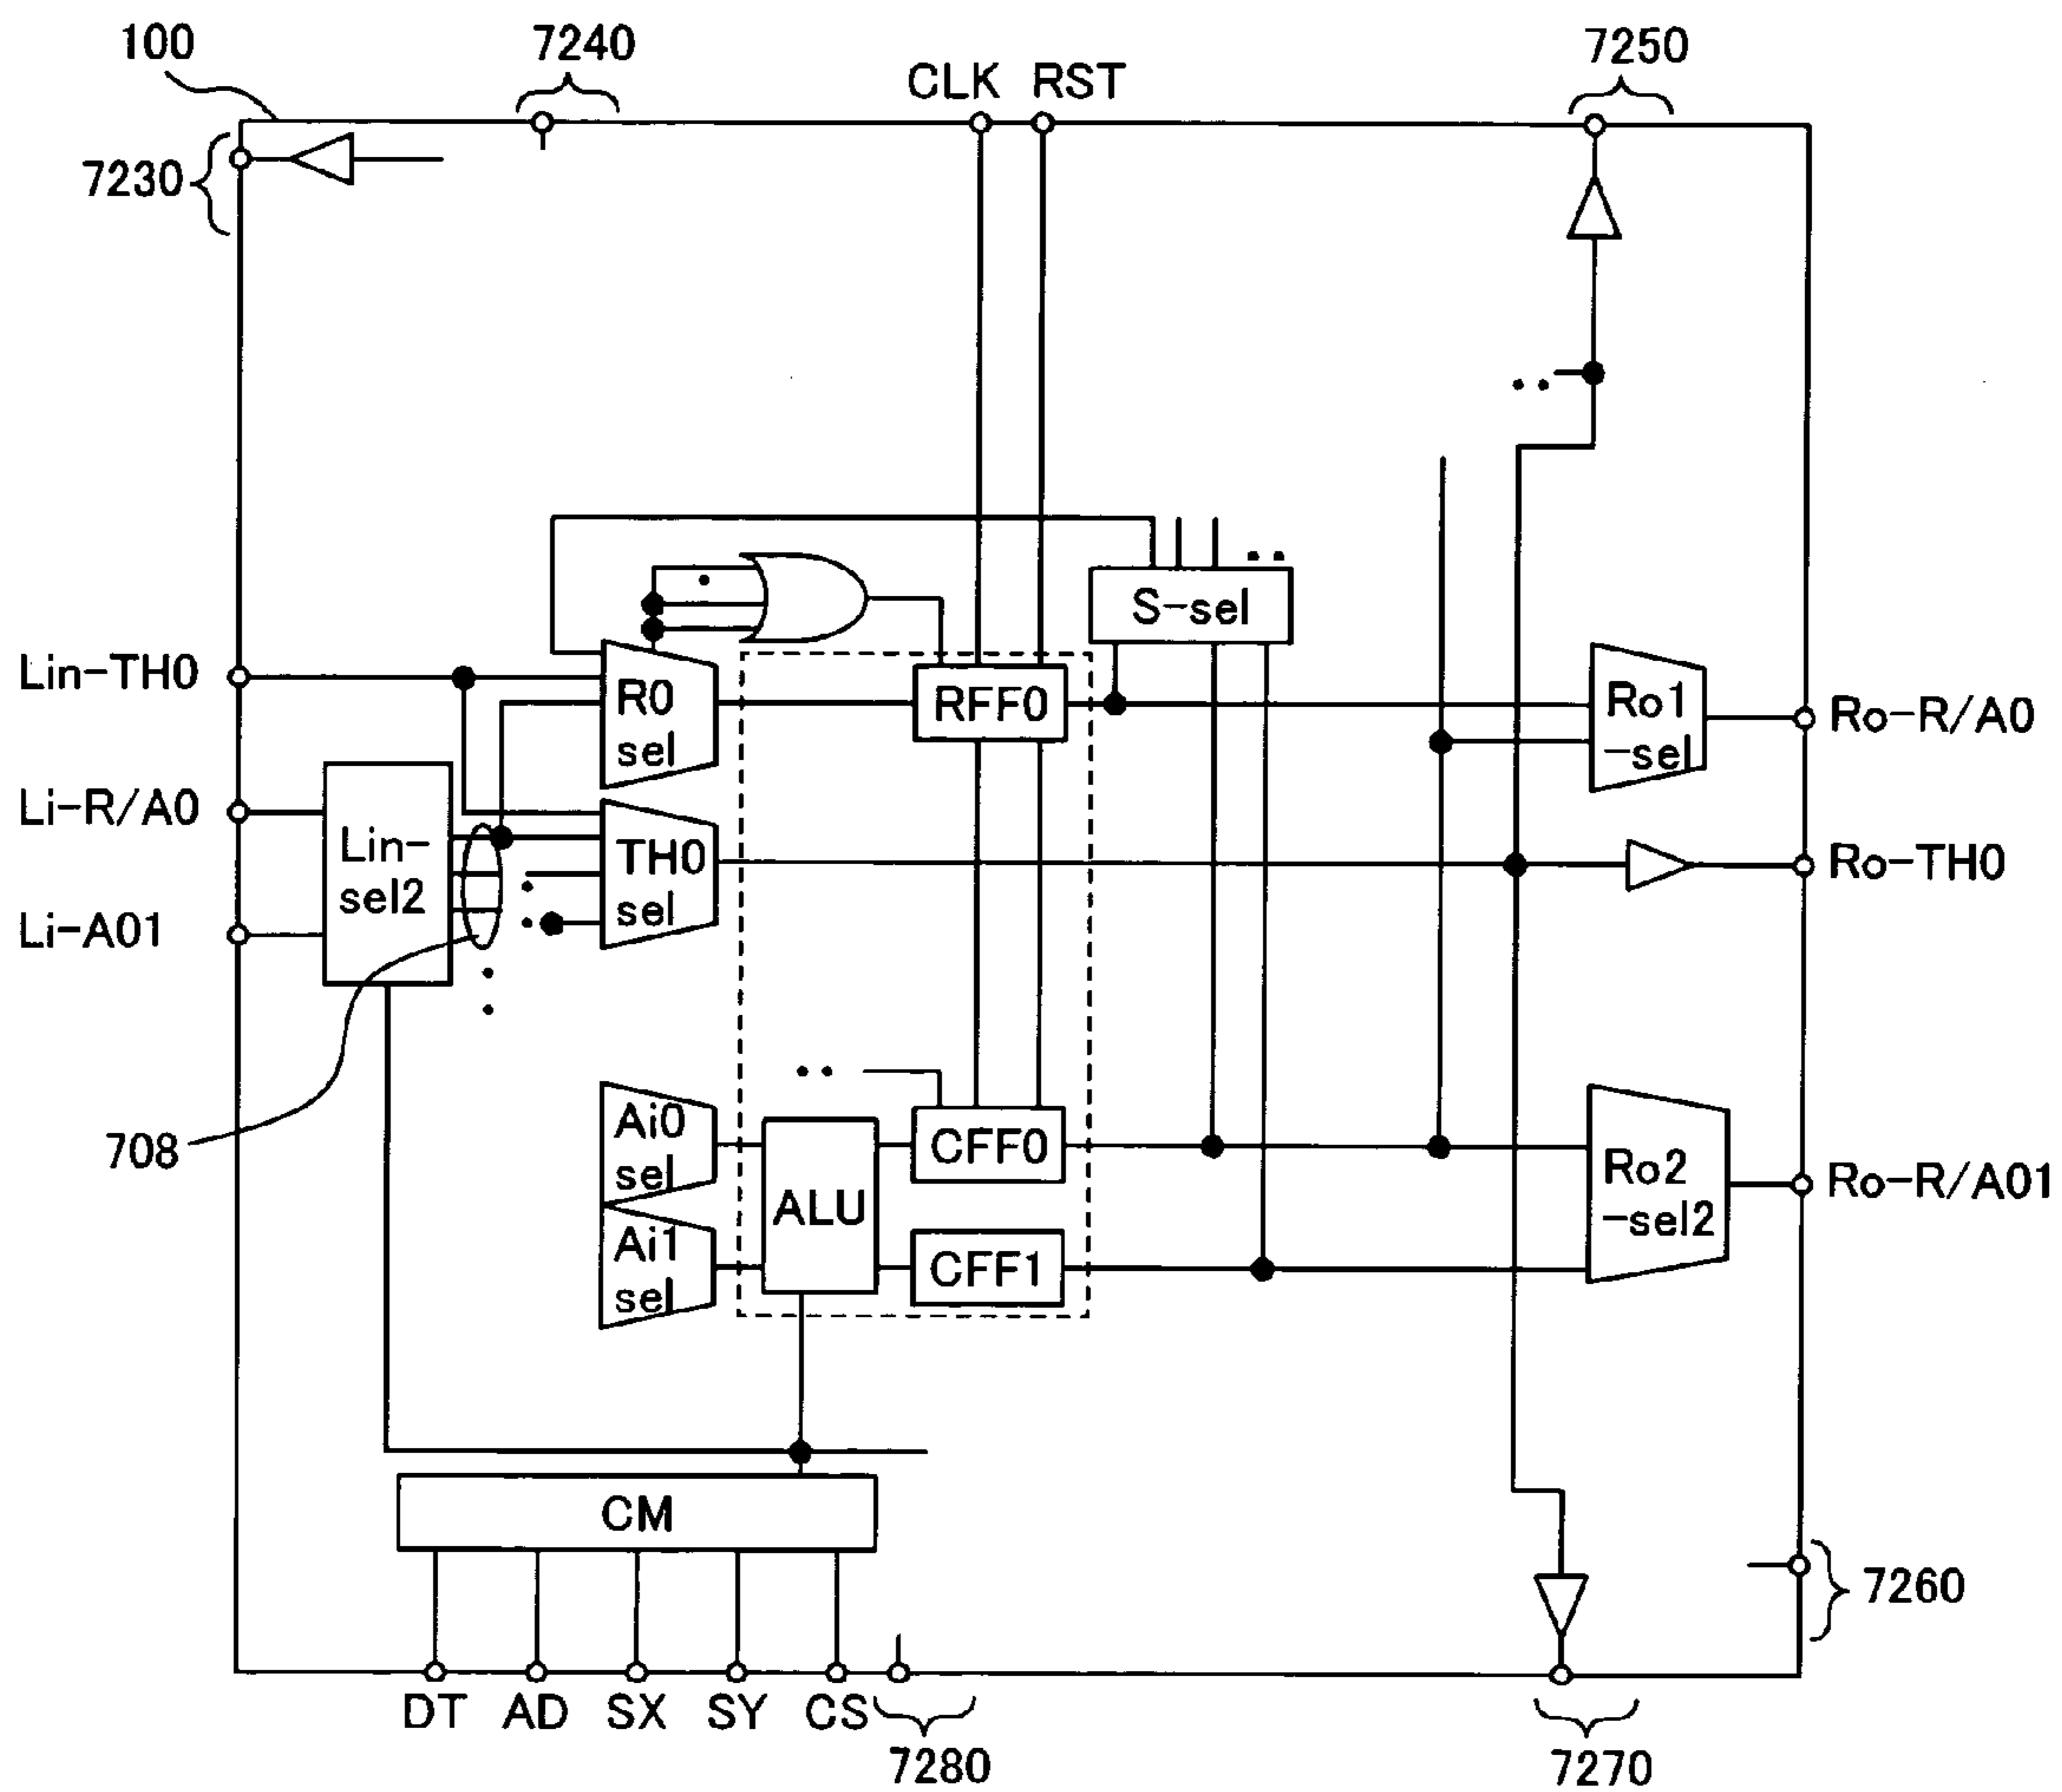 100
7240
CLK
RST
7250
7230
S-sel
Lin-TH0
R0
sel
RFF0
Ro1
-sel
Ro-R/A0
Li-R/A0
Lin-
sel2
TH0
sel
Ro-TH0
Li-A01
708
Ai0
sel
ALU
CFF0
Ro2
-sel2
Ro-R/A01
Ai1
sel
CFF1
CM
7260
DT
AD
SX
SY
CS
7280
7270